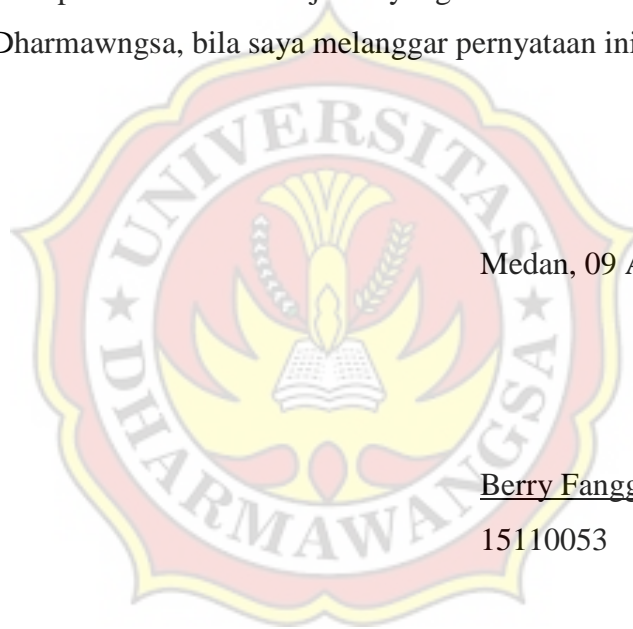 Dharmawngsa, bila saya melanggar pernyataan ini
UNIVERSITAS
DHARMAWANGSA
Medan, 09
Berry
15110053